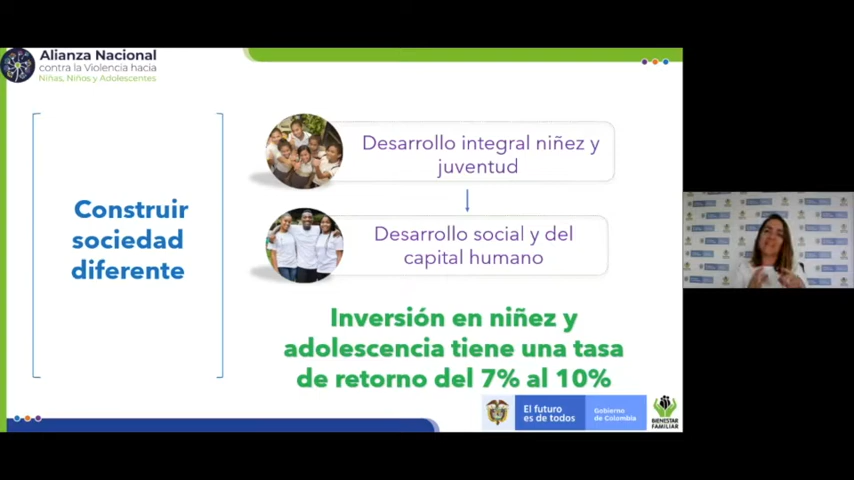 Alianza Nacional
contra la Violencia hacia
Niñas, Niños y Adolescentes
Construir
sociedad
diferente
Desarrollo integral niñez y
juventud
Desarrollo social y del
capital humano
Inversión en niñez y
adolescencia tiene una tasa
de retorno del 7% al 10%
El futuro
es de todos
Gobierno
de Colombia
BIENESTAR
FAMILIAR